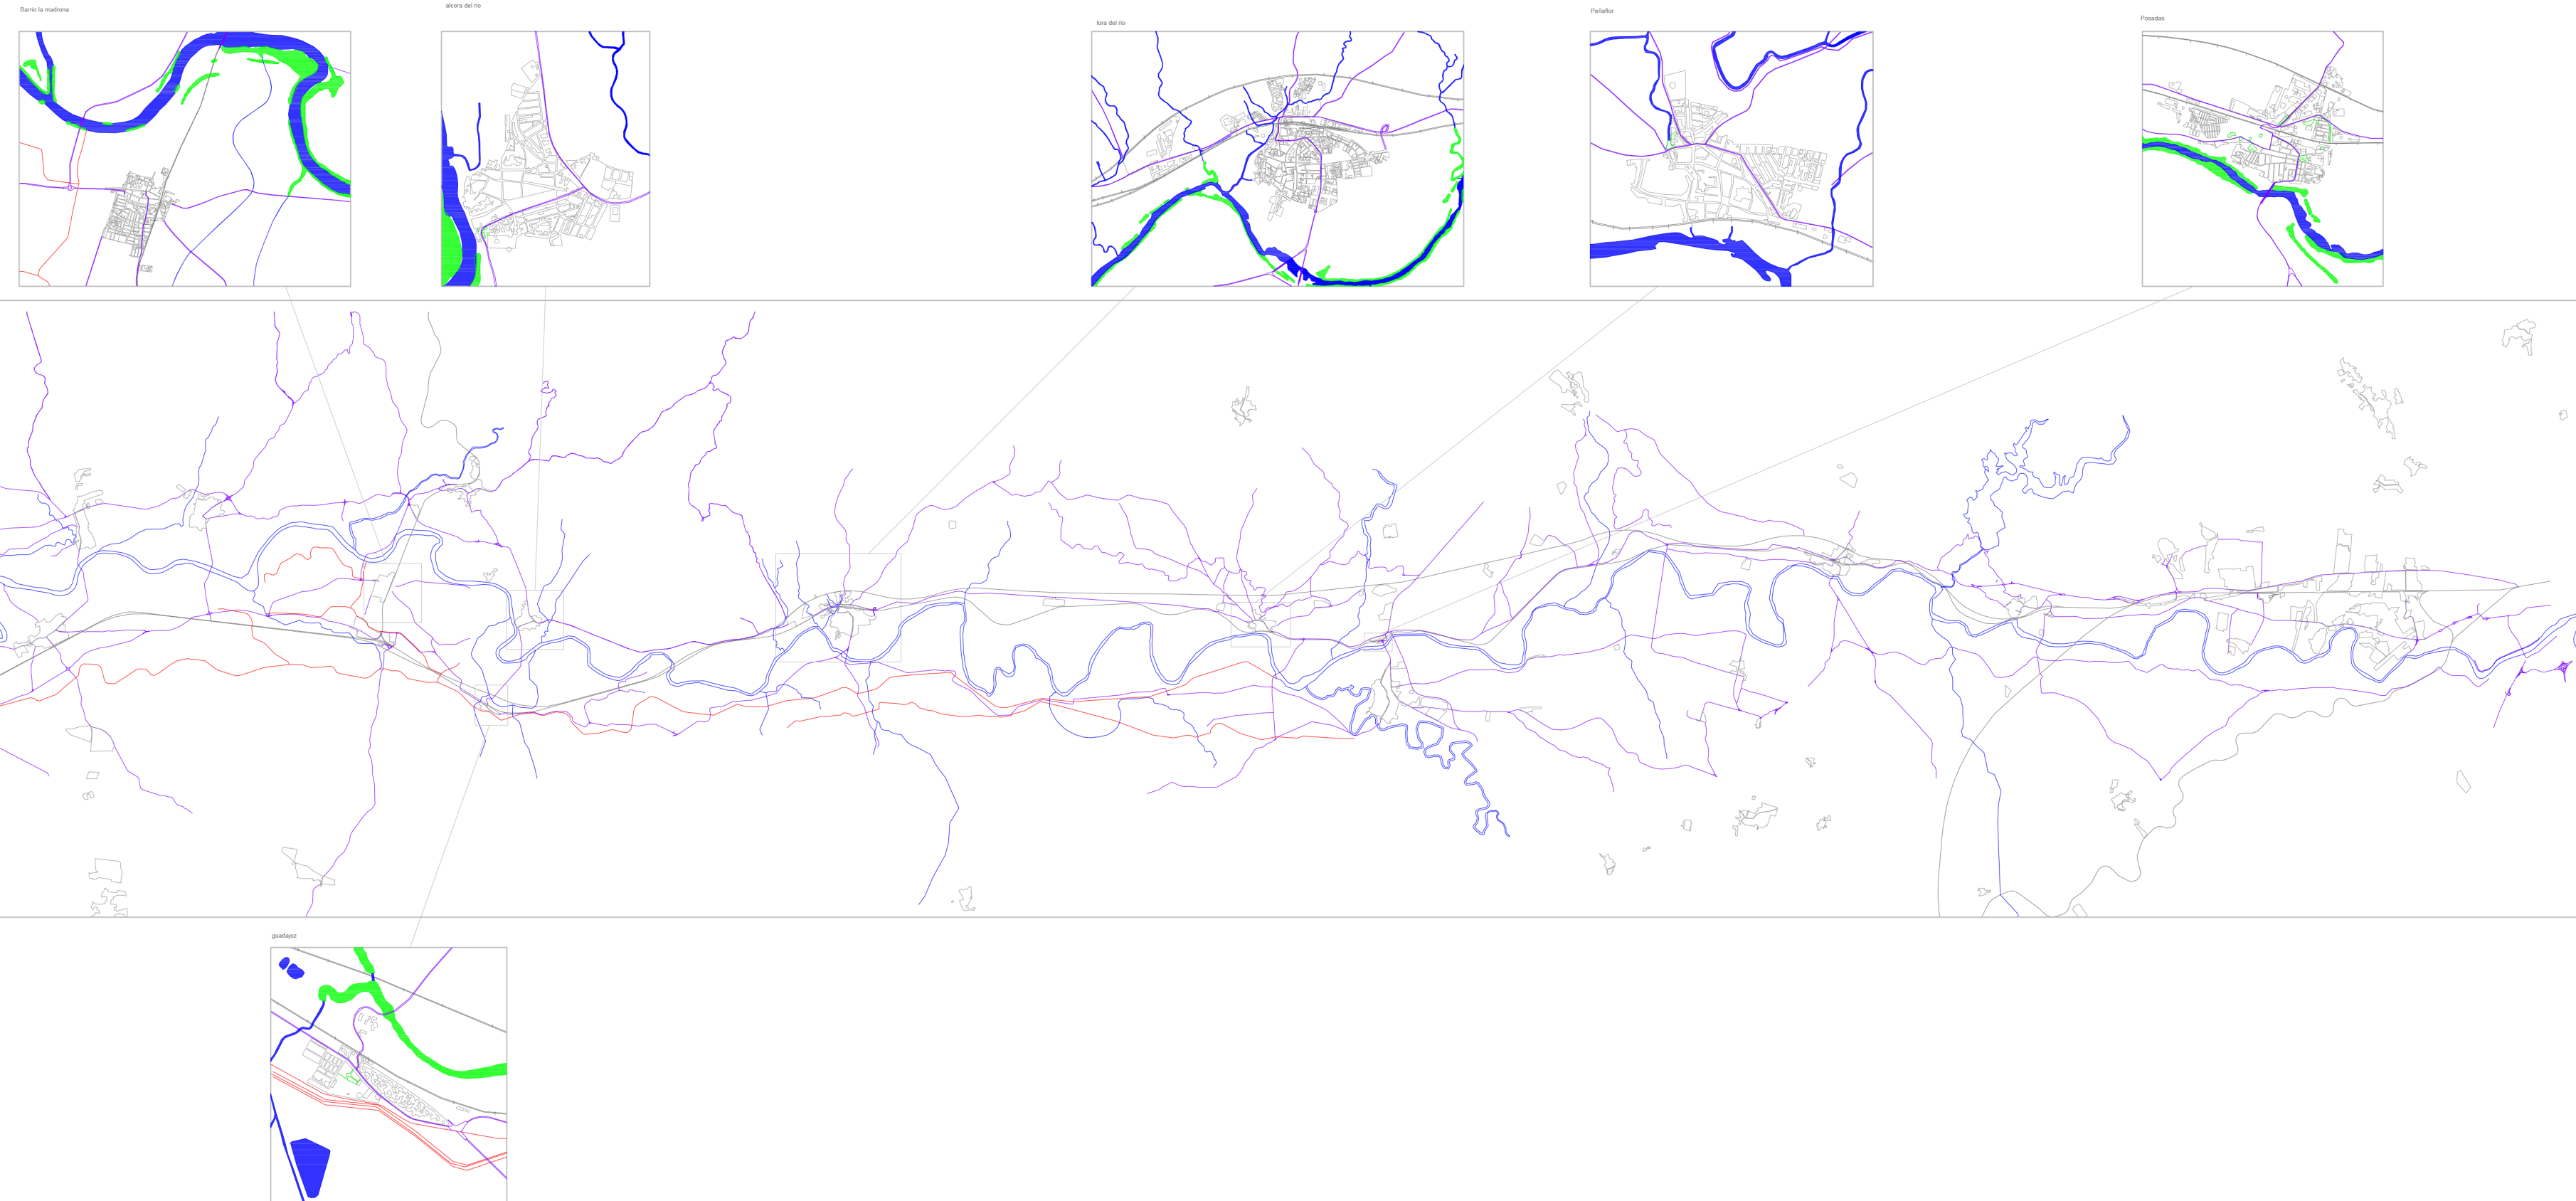 Barrio la madrona
alcora del rio
lora del rio
Peñaflor
Posadas
guadajoz